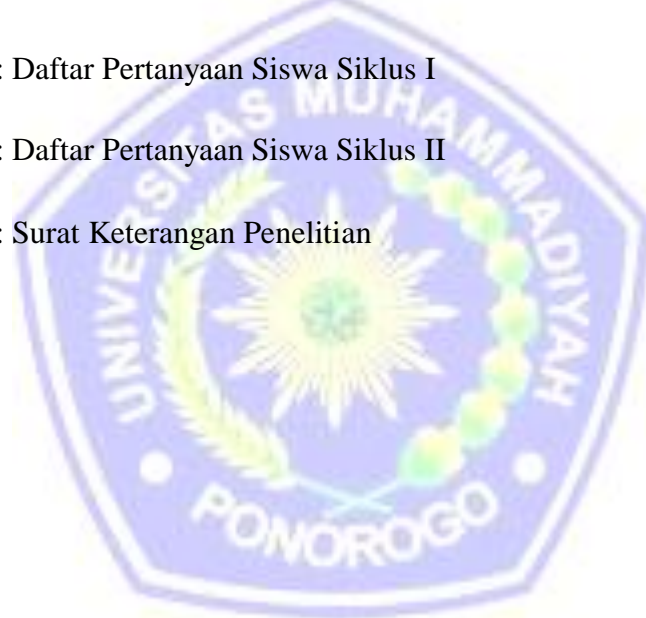 : Daftar Pertanyaan Siswa Siklus I
: Daftar Pertanyaan Siswa Siklus II
: Surat Keterangan Penelitian
UNIVERSITAS MUHAMMADIYAH
PONOROGO